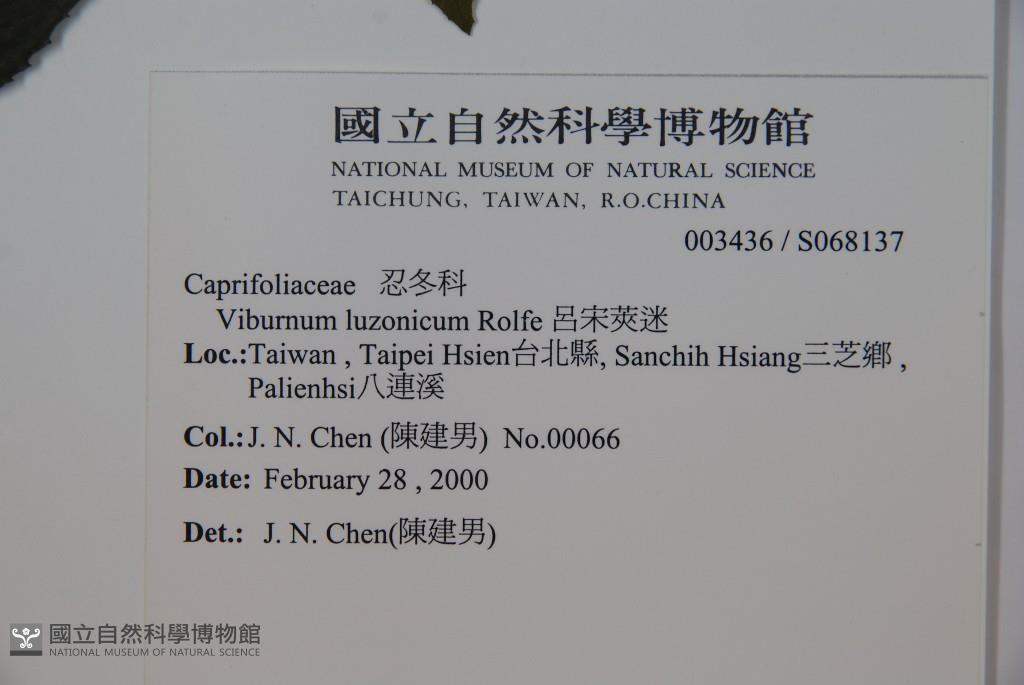 國立自然科學博物館
NATIONAL MUSEUM OF NATURAL SCIENCE
TAICHUNG, TAIWAN, R.O.CHINA
003436 / S068137
Caprifoliaceae 忍冬科
Viburnum luzonicum Rolfe 呂宋莢迷
Loc.:Taiwan , Taipei Hsien台北縣, Sanchih Hsiang三芝鄉 ,
Palienhsi八連溪
Col.:J. N. Chen (陳建男) No.00066
Date: February 28 , 2000
Det.: J. N. Chen(陳建男)
國立自然科學博物館
NATIONAL MUSEUM OF NATURAL SCIENCE